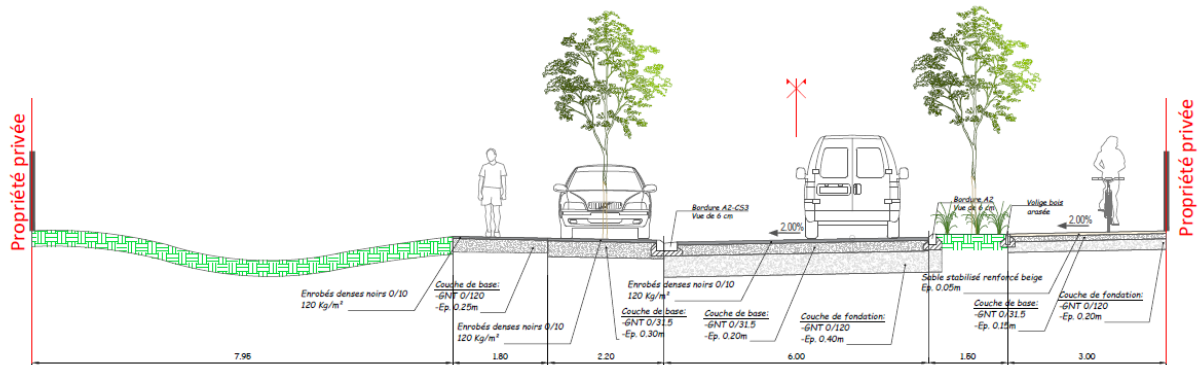 Propriété privée
Propriété privée
Bordure A2-CS3
Vue de 6 cm
2.00%
Bordure A2
Vue de 6 cm
Volige bois
arasée
2.00%
Enrobés denses noirs 0/10
120 Kg/m²
Couche de base:
-GNT 0/120
-Ep. 0.25m
Enrobés denses noirs 0/10
120 Kg/m²
Couche de base:
-GNT 0/31.5
-Ep. 0.30m
Enrobés denses noirs 0/10
120 Kg/m²
Couche de base:
-GNT 0/31.5
-Ep. 0.20m
Couche de fondation:
-GNT 0/120
-Ep. 0.40m
Sable stabilisé renforcé beige
Ep. 0.05m
Couche de base:
-GNT 0/31.5
-Ep. 0.15m
Couche de fondation:
-GNT 0/120
-Ep. 0.20m
7.95
1.80
2.20
6.00
1.50
3.00